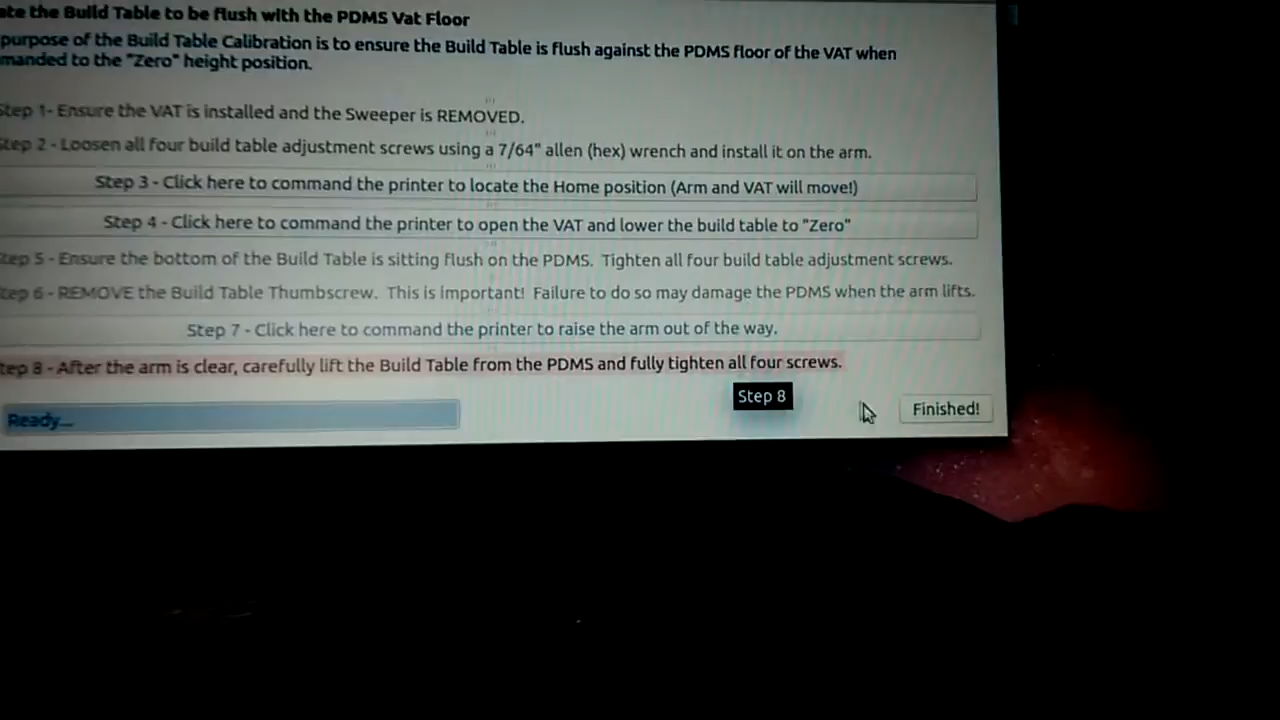 ate the Build Table to be flush with the PDMS Vat Floor
purpose of the Build Table Calibration is to ensure the Build Table is flush against the PDMS floor of the VAT when
manded to the "Zero" height position.
Step 1- Ensure the VAT is installed and the Sweeper is REMOVED.
Step 2 - Loosen all four build table adjustment screws using a 7/64" allen (hex) wrench and install it on the arm.
Step 3 - Click here to command the printer to locate the Home position (Arm and VAT will move!)
Step 4 - Click here to command the printer to open the VAT and lower the build table to "Zero"
tep 5 - Ensure the bottom of the Build Table is sitting flush on the PDMS.  Tighten all four build table adjustment screws.
tep 6 - REMOVE the Build Table Thumbscrew.  This is important!  Failure to do so may damage the PDMS when the arm lifts.
Step 7 - Click here to command the printer to raise the arm out of the way.
tep 8 - After the arm is clear, carefully lift the Build Table from the PDMS and fully tighten all four screws.
Step 8
Ready...
Finished!